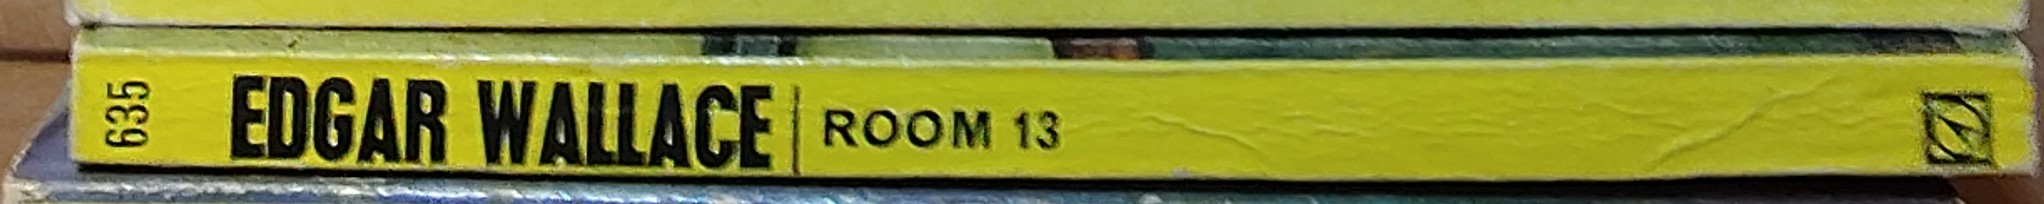 635
EDGAR WALLACE | ROOM 13